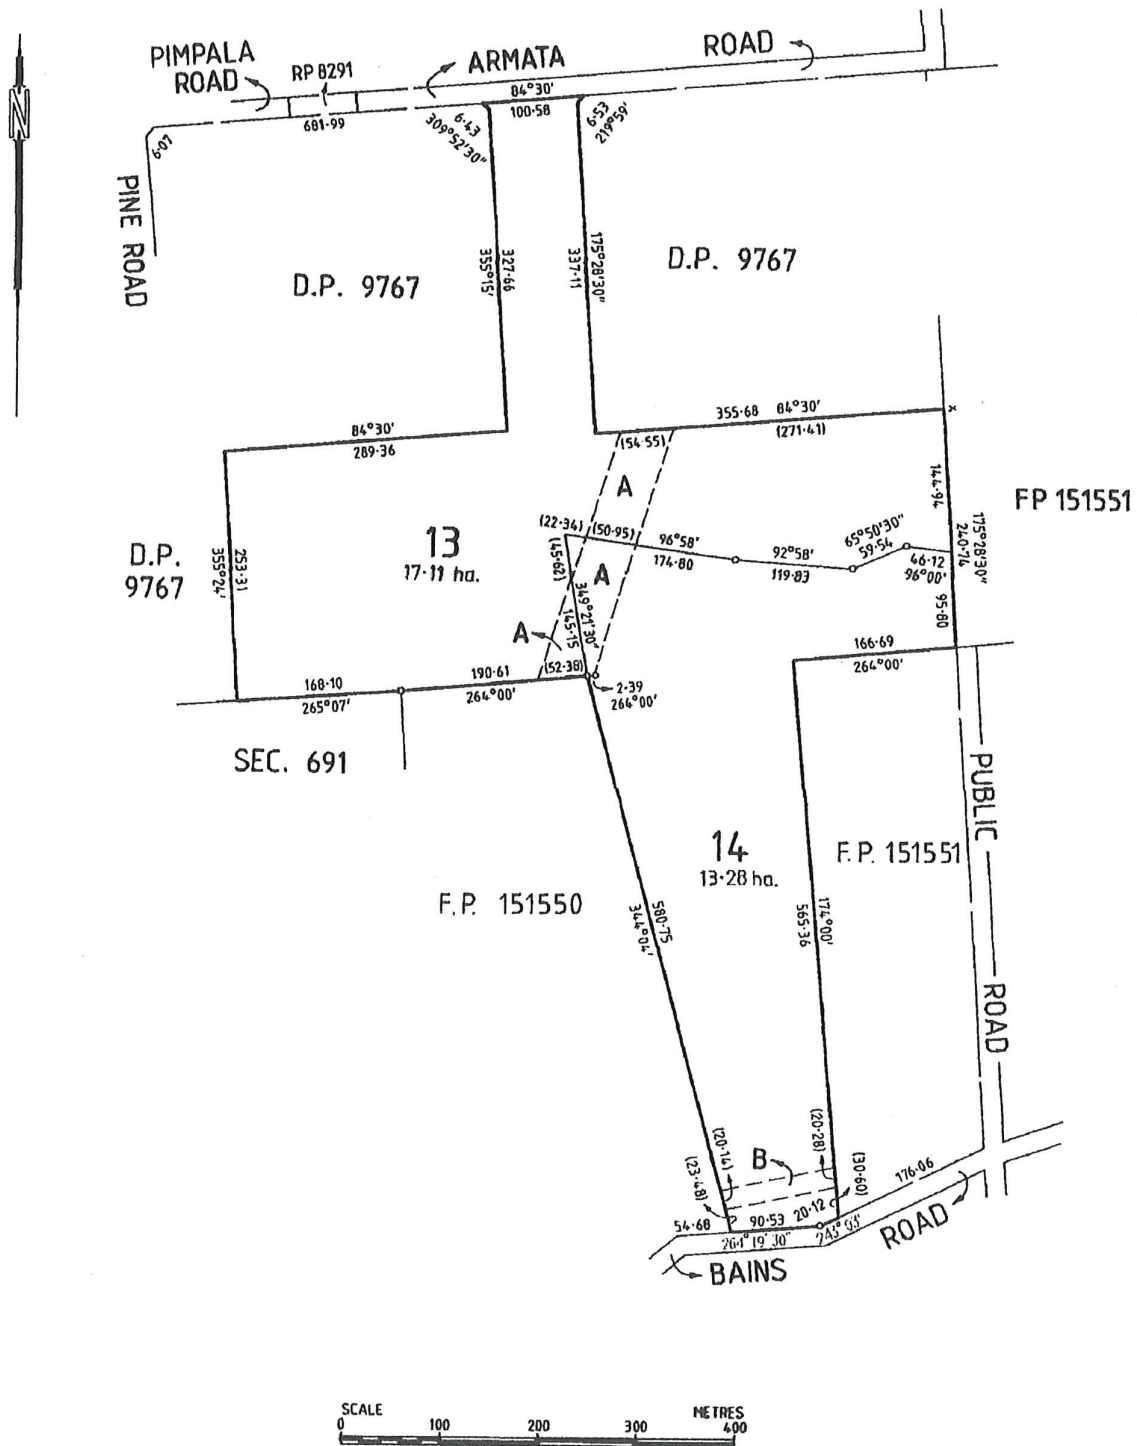 PIMPALA
ROAD
RP 8291
ARMATA
ROAD
84°30'
100·58
681·99
6·07
6·43
309°52'30"
6·53
219°59'
N
PINE ROAD
355°15'
327·66
337·11
175°28'30"
D.P. 9767
D.P. 9767
84°30'
289·36
355·68 84°30'
(54·55)
(271·41)
A
144·94
175°28'30"
240·74
FP 151551
D.P.
9767
355°24'
253·31
13
17·11 ha.
(22·34)
(50·95)
96°58'
174·80
92°58'
119·83
65°50'30"
59·54
46·12
96°00'
(45·62)
349°21'30"
145·15
A
A
95·80
166·69
264°00'
168·10
265°07'
190·61
264°00'
(52·38)
2·39
264°00'
SEC. 691
PUBLIC
ROAD
14
13·28 ha.
F.P. 151551
F.P. 151550
344°04'
580·75
565·36
174°00'
(20·14)
(23·48)
B
(20·28)
(30·60)
176·06
54·68
90·53
20·12
264°19'30"
243°03'
ROAD
BAINS
SCALE
METRES
0
100
200
300
400